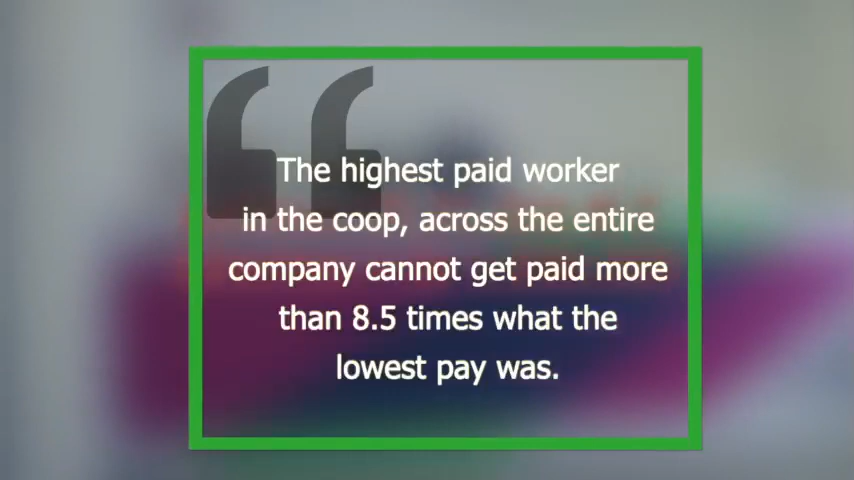 The highest paid worker
in the coop, across the entire
company cannot get paid more
than 8.5 times what the
lowest pay was.